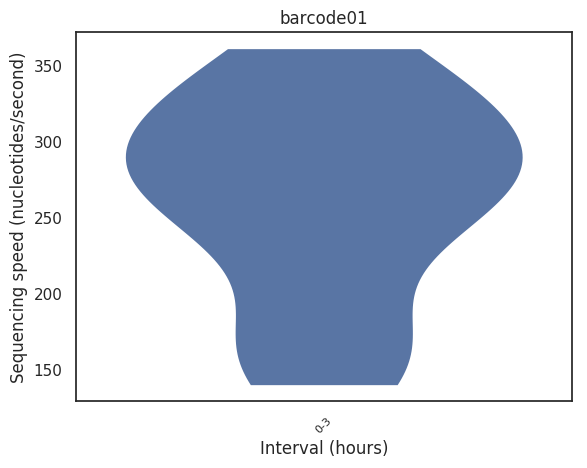 barcode01
Sequencing speed (nucleotides/second)
350
300
250
200
150
0-3
Interval (hours)